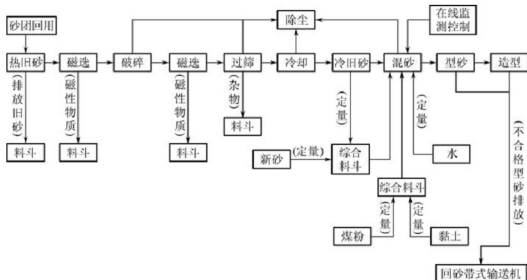 砂闭回用
除尘
在线监
测控制
热旧砂
磁选
破碎
磁选
过筛
冷却
冷旧砂
混砂
型砂
造型
(排放旧砂)
(磁性物质)
(磁性物质)
(杂物)
(定量)
(定量)
(不合格型砂排放)
料斗
料斗
料斗
料斗
新砂
(定量)
综合
料斗
水
综合料斗
(定量)
(定量)
煤粉
黏土
回砂带式输送机